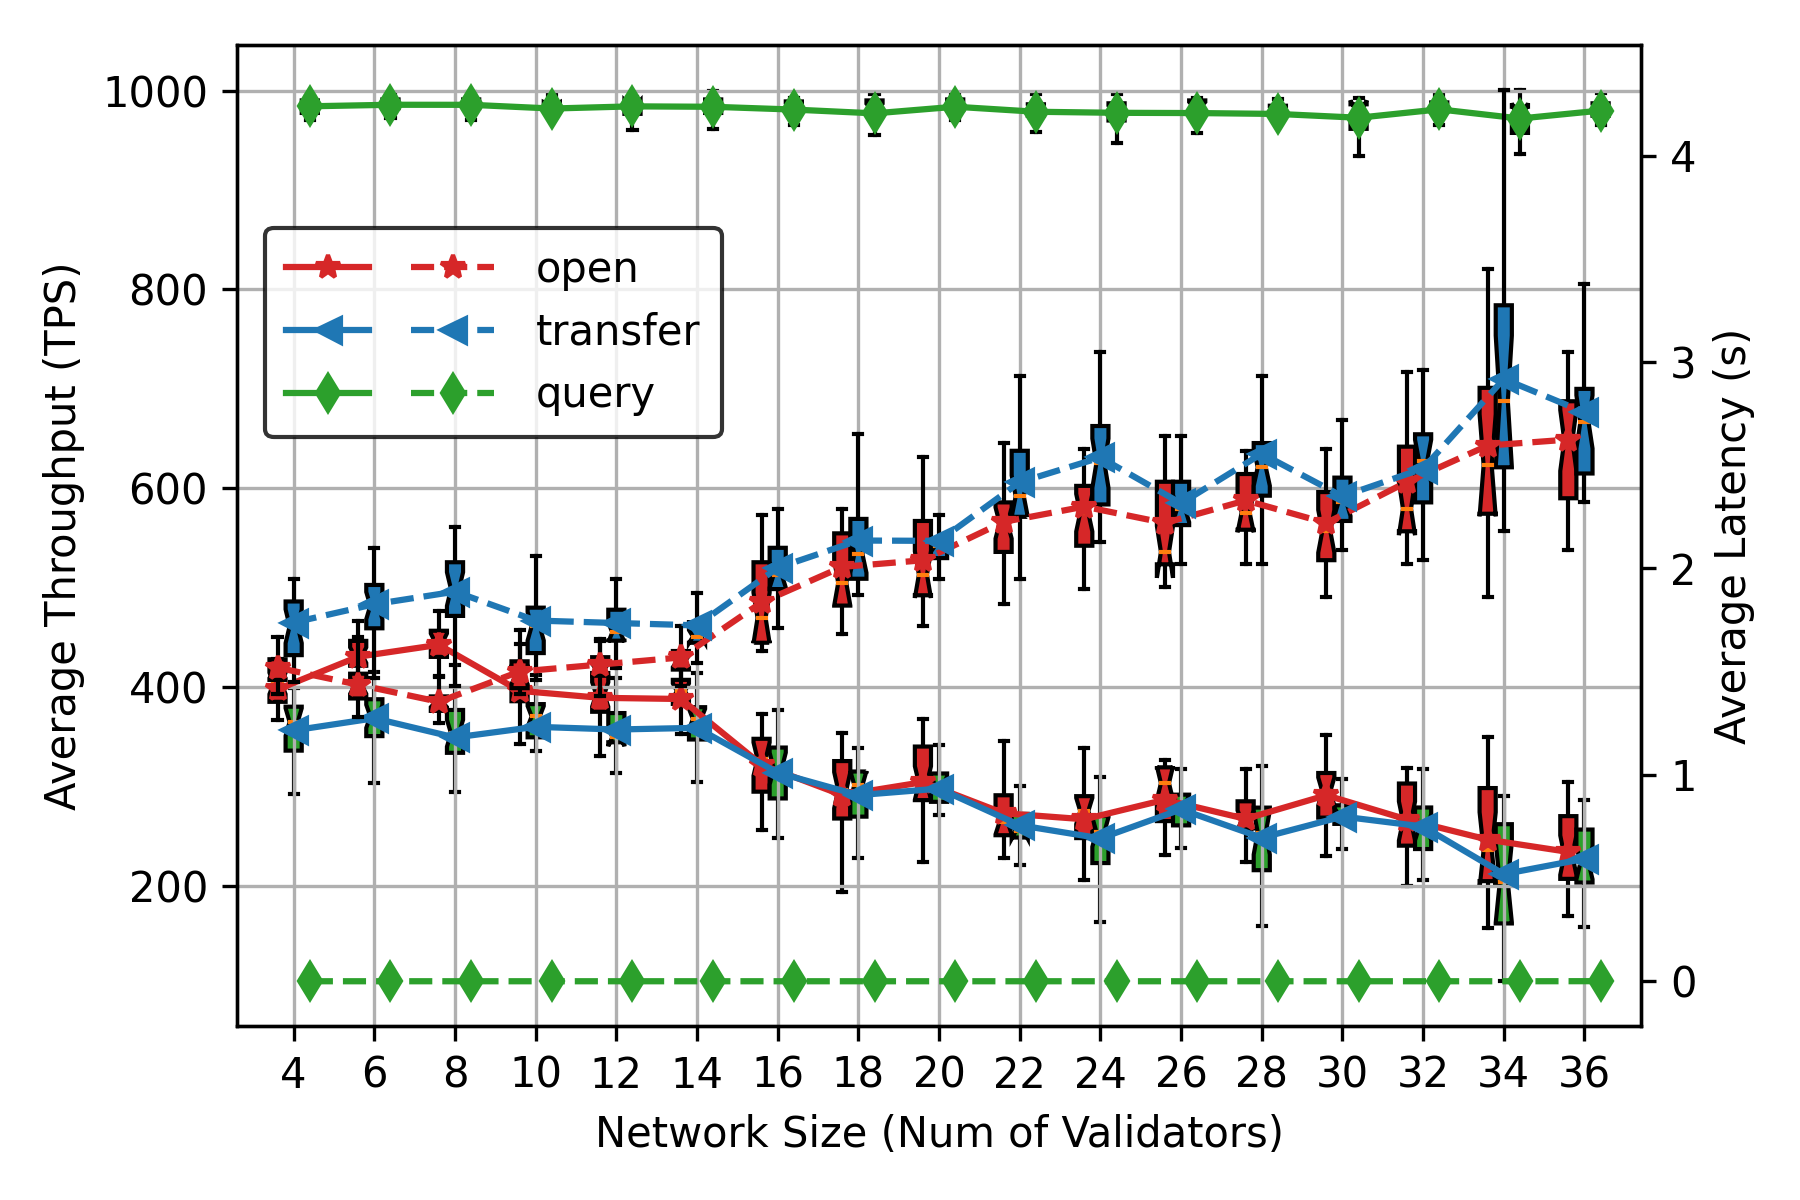 1000
800
600
400
200
Average Throughput (TPS)
open
transfer
query
4
3
2
1
0
Average Latency (s)
4 6 8 10 12 14 16 18 20 22 24 26 28 30 32 34 36
Network Size (Num of Validators)